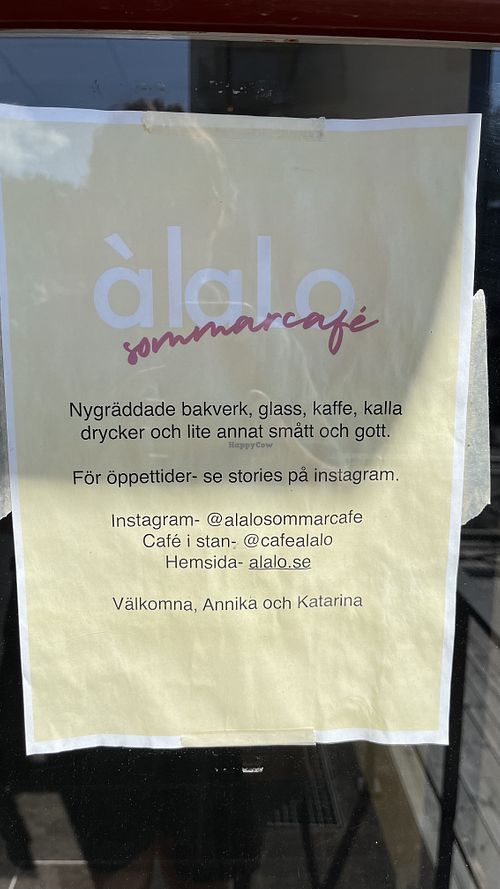 àlalo
sommarcafé
Nygräddade bakverk, glass, kaffe, kalla
drycker och lite annat smått och gott.
HappyCow
För öppettider- se stories på instagram.
Instagram- @alalosommarcafe
Café i stan- @cafealalo
Hemsida- alalo.se
Välkomna, Annika och Katarina